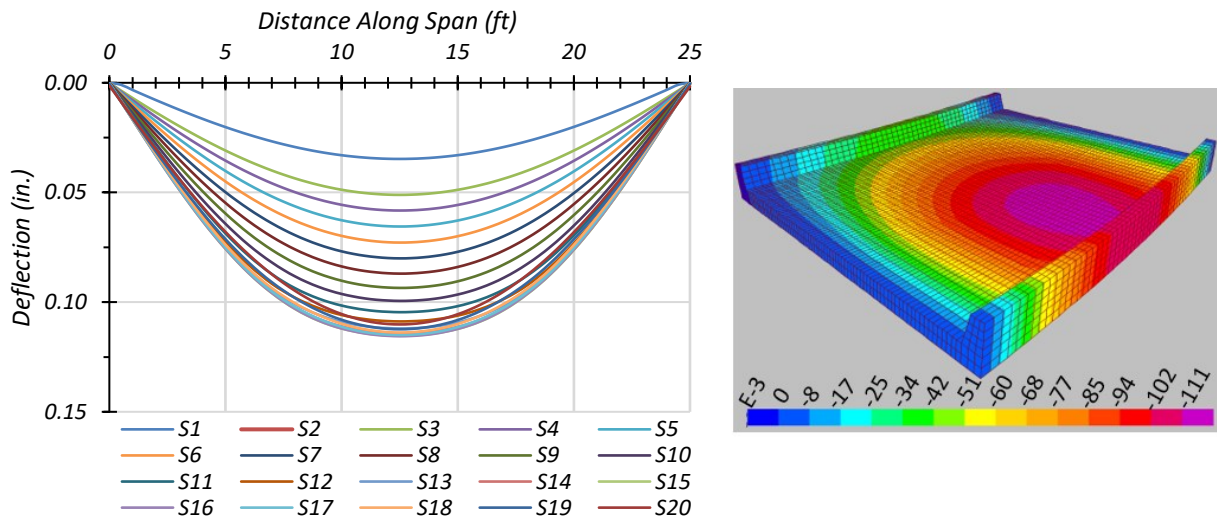 Distance Along Span (ft)
0 5 10 15 20 25
0.00
0.05
0.10
0.15
Deflection (in.)
S1 S2 S3 S4 S5
S6 S7 S8 S9 S10
S11 S12 S13 S14 S15
S16 S17 S18 S19 S20
E-3 0 -8 -17 -25 -34 -42 -51 -60 -68 -77 -85 -94 -102 -111